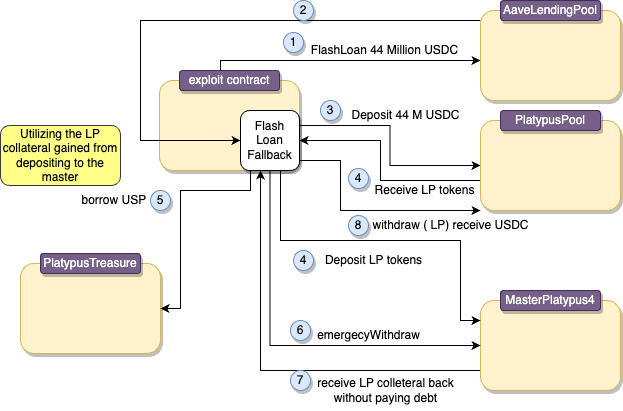 2
AaveLendingPool
1
FlashLoan 44 Million USDC
exploit contract
3
Deposit 44 M USDC
PlatypusPool
Flash
Loan
Fallback
Utilizing the LP
collateral gained from
depositing to the
master
4
Receive LP tokens
borrow USP
5
8
withdraw ( LP) receive USDC
4
Deposit LP tokens
PlatypusTreasure
MasterPlatypus4
6
emergecyWithdraw
7
receive LP colleteral back
without paying debt